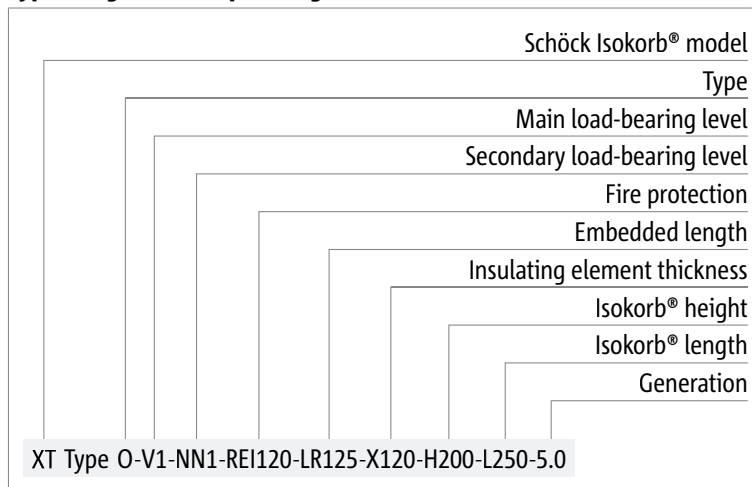 Schöck Isokorb® model
Type
Main load-bearing level
Secondary load-bearing level
Fire protection
Embedded length
Insulating element thickness
Isokorb® height
Isokorb® length
Generation
XT Type O-V1-NN1-REI120-LR125-X120-H200-L250-5.0